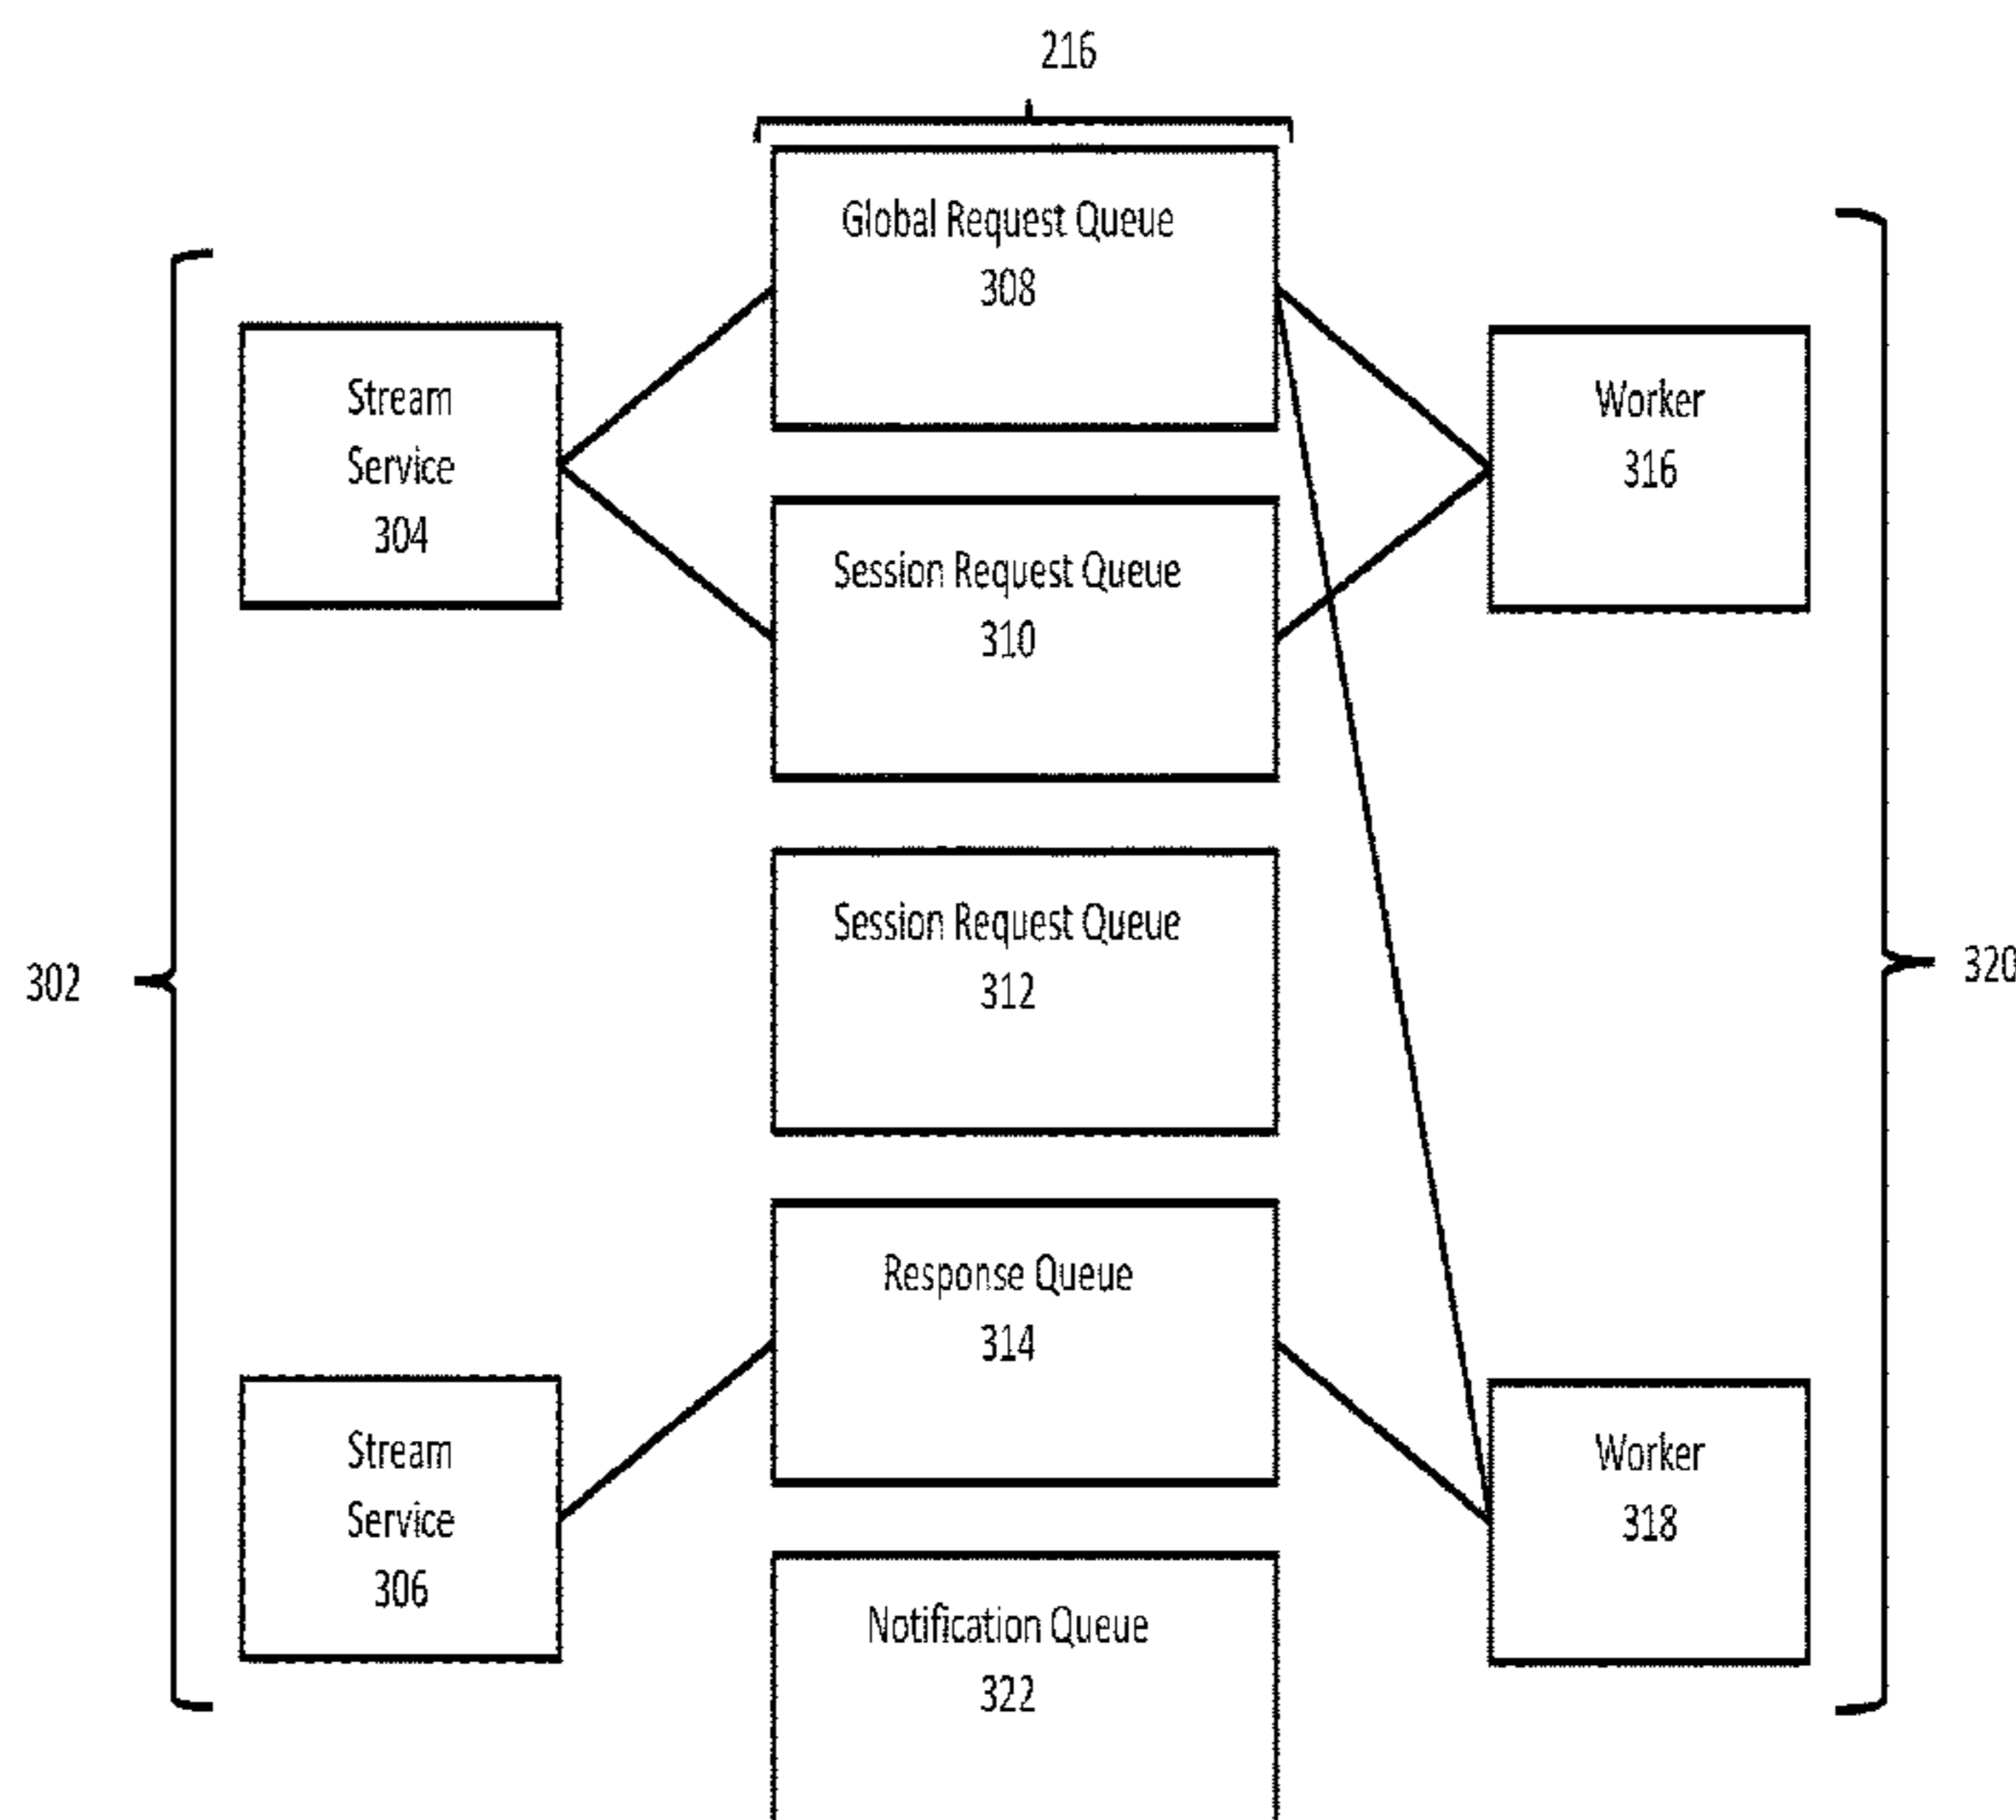 216
Global Request Queue
308
Stream
Service
304
Worker
316
Session Request Queue
310
Session Request Queue
312
302
320
Response Queue
314
Stream
Service
306
Worker
318
Notification Queue
322